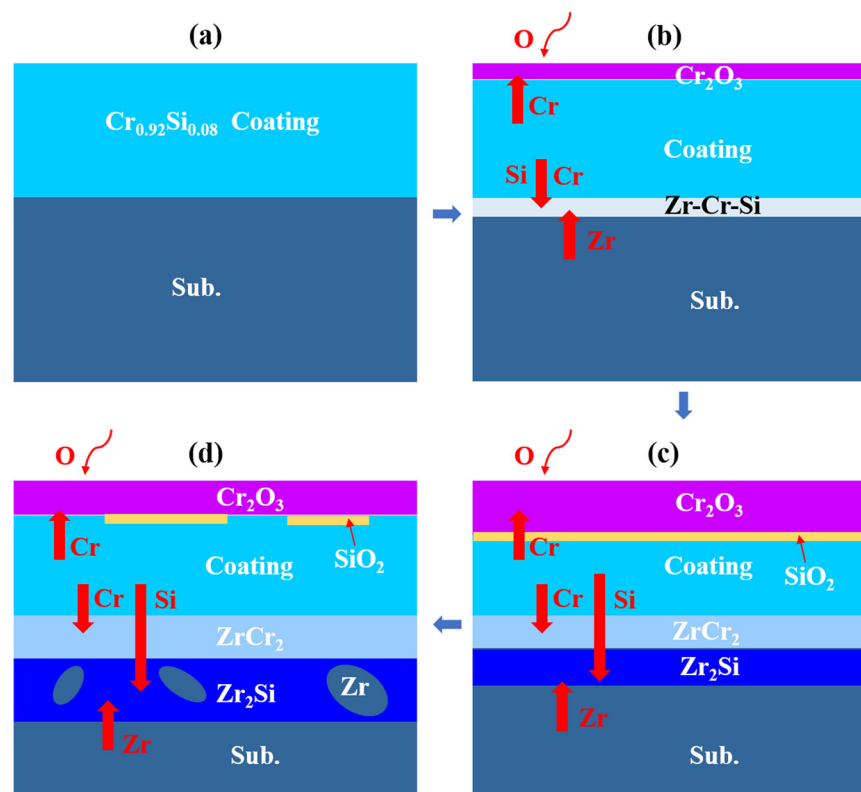 (a)
Cr₀.₉₂Si₀.₀₈ Coating
Sub.
(b)
O
Cr₂O₃
Cr
Coating
Si Cr
Zr-Cr-Si
Zr
Sub.
(c)
O
Cr₂O₃
Cr
SiO₂
Coating
Cr Si
ZrCr₂
Zr₂Si
Zr
Sub.
(d)
O
Cr₂O₃
Cr
SiO₂
Coating
Cr Si
ZrCr₂
Zr₂Si
Zr
Zr
Sub.